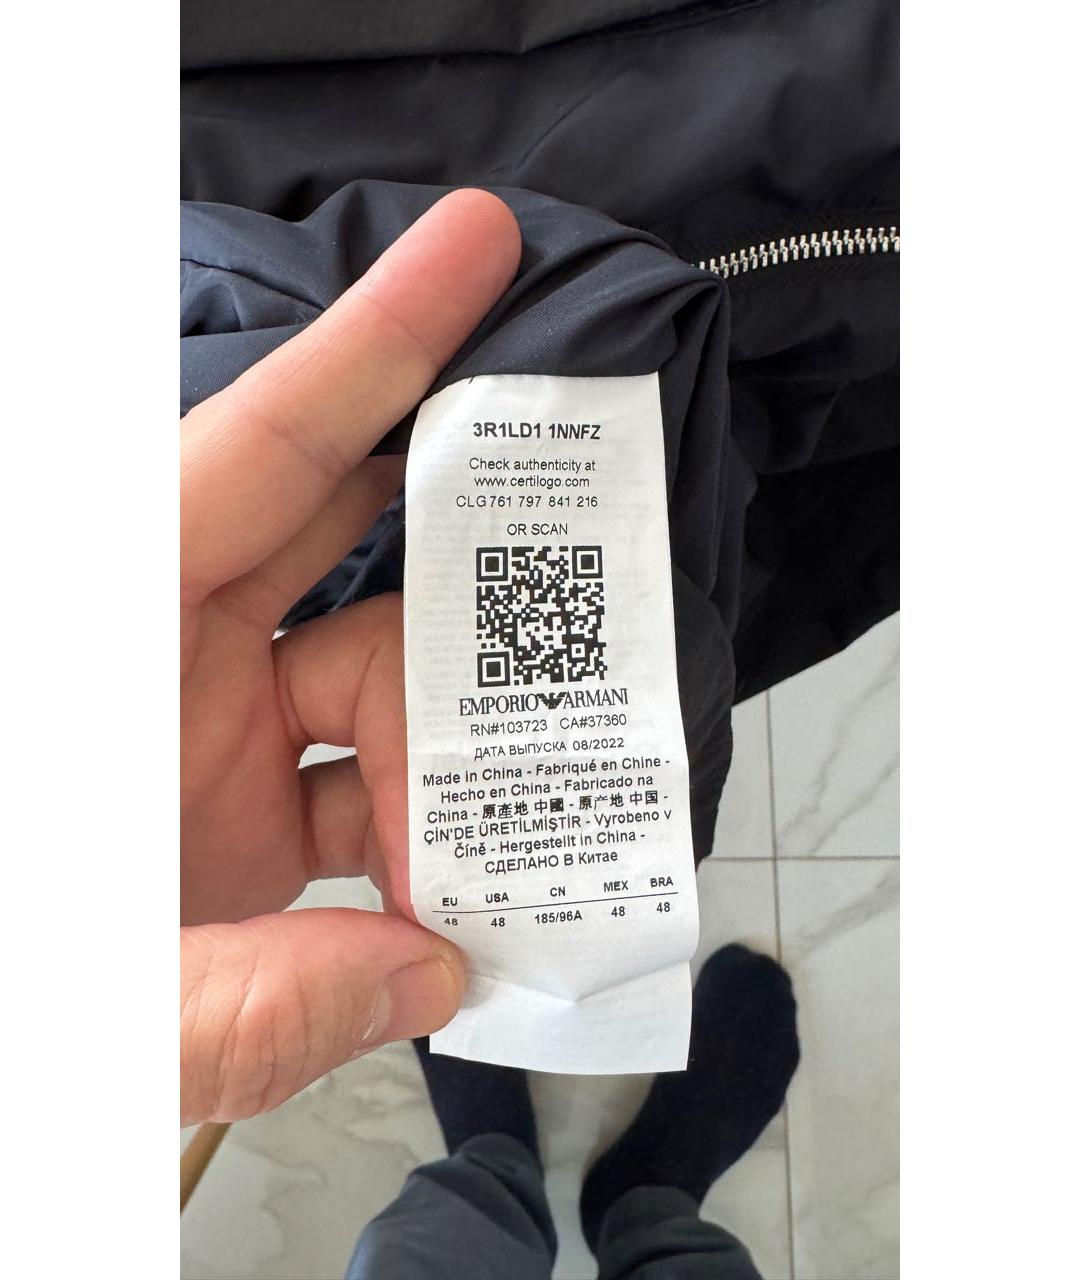 3R1LD1 1NNFZ
Check authenticity at
www.certilogo.com
CLG 761 797 841 216
OR SCAN
EMPORIO ARMANI
RN#103723 CA#37360
ДАТА ВЫПУСКА 08/2022
Made in China - Fabriqué en Chine -
Hecho en China - Fabricado na
China - 原產地 中國 - 原产地 中国 -
ÇİN'DE ÜRETİLMİŞTİR - Vyrobeno v
Číně - Hergestellt in China -
СДЕЛАНО В Китае
EU USA CN MEX BRA
48 48 185/96A 48 48